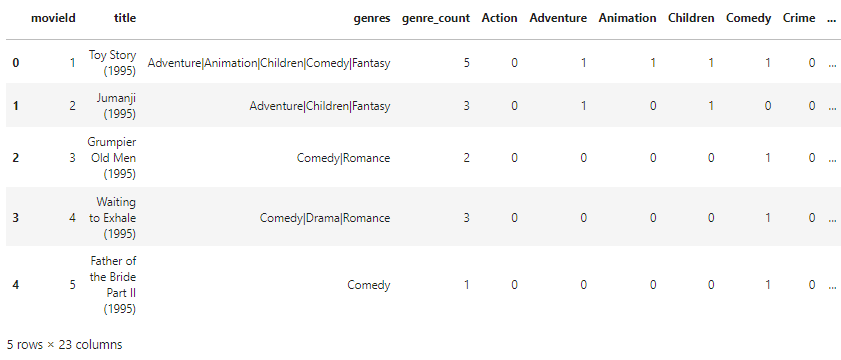 movieId title genres genre_count Action Adventure Animation Children Comedy Crime ...
0 1 Toy Story (1995) Adventure|Animation|Children|Comedy|Fantasy 5 0 1 1 1 1 0 ...
1 2 Jumanji (1995) Adventure|Children|Fantasy 3 0 1 0 1 0 0 ...
2 3 Grumpier Old Men (1995) Comedy|Romance 2 0 0 0 0 1 0 ...
3 4 Waiting to Exhale (1995) Comedy|Drama|Romance 3 0 0 0 0 1 0 ...
4 5 Father of the Bride Part II (1995) Comedy 1 0 0 0 0 1 0 ...
5 rows × 23 columns